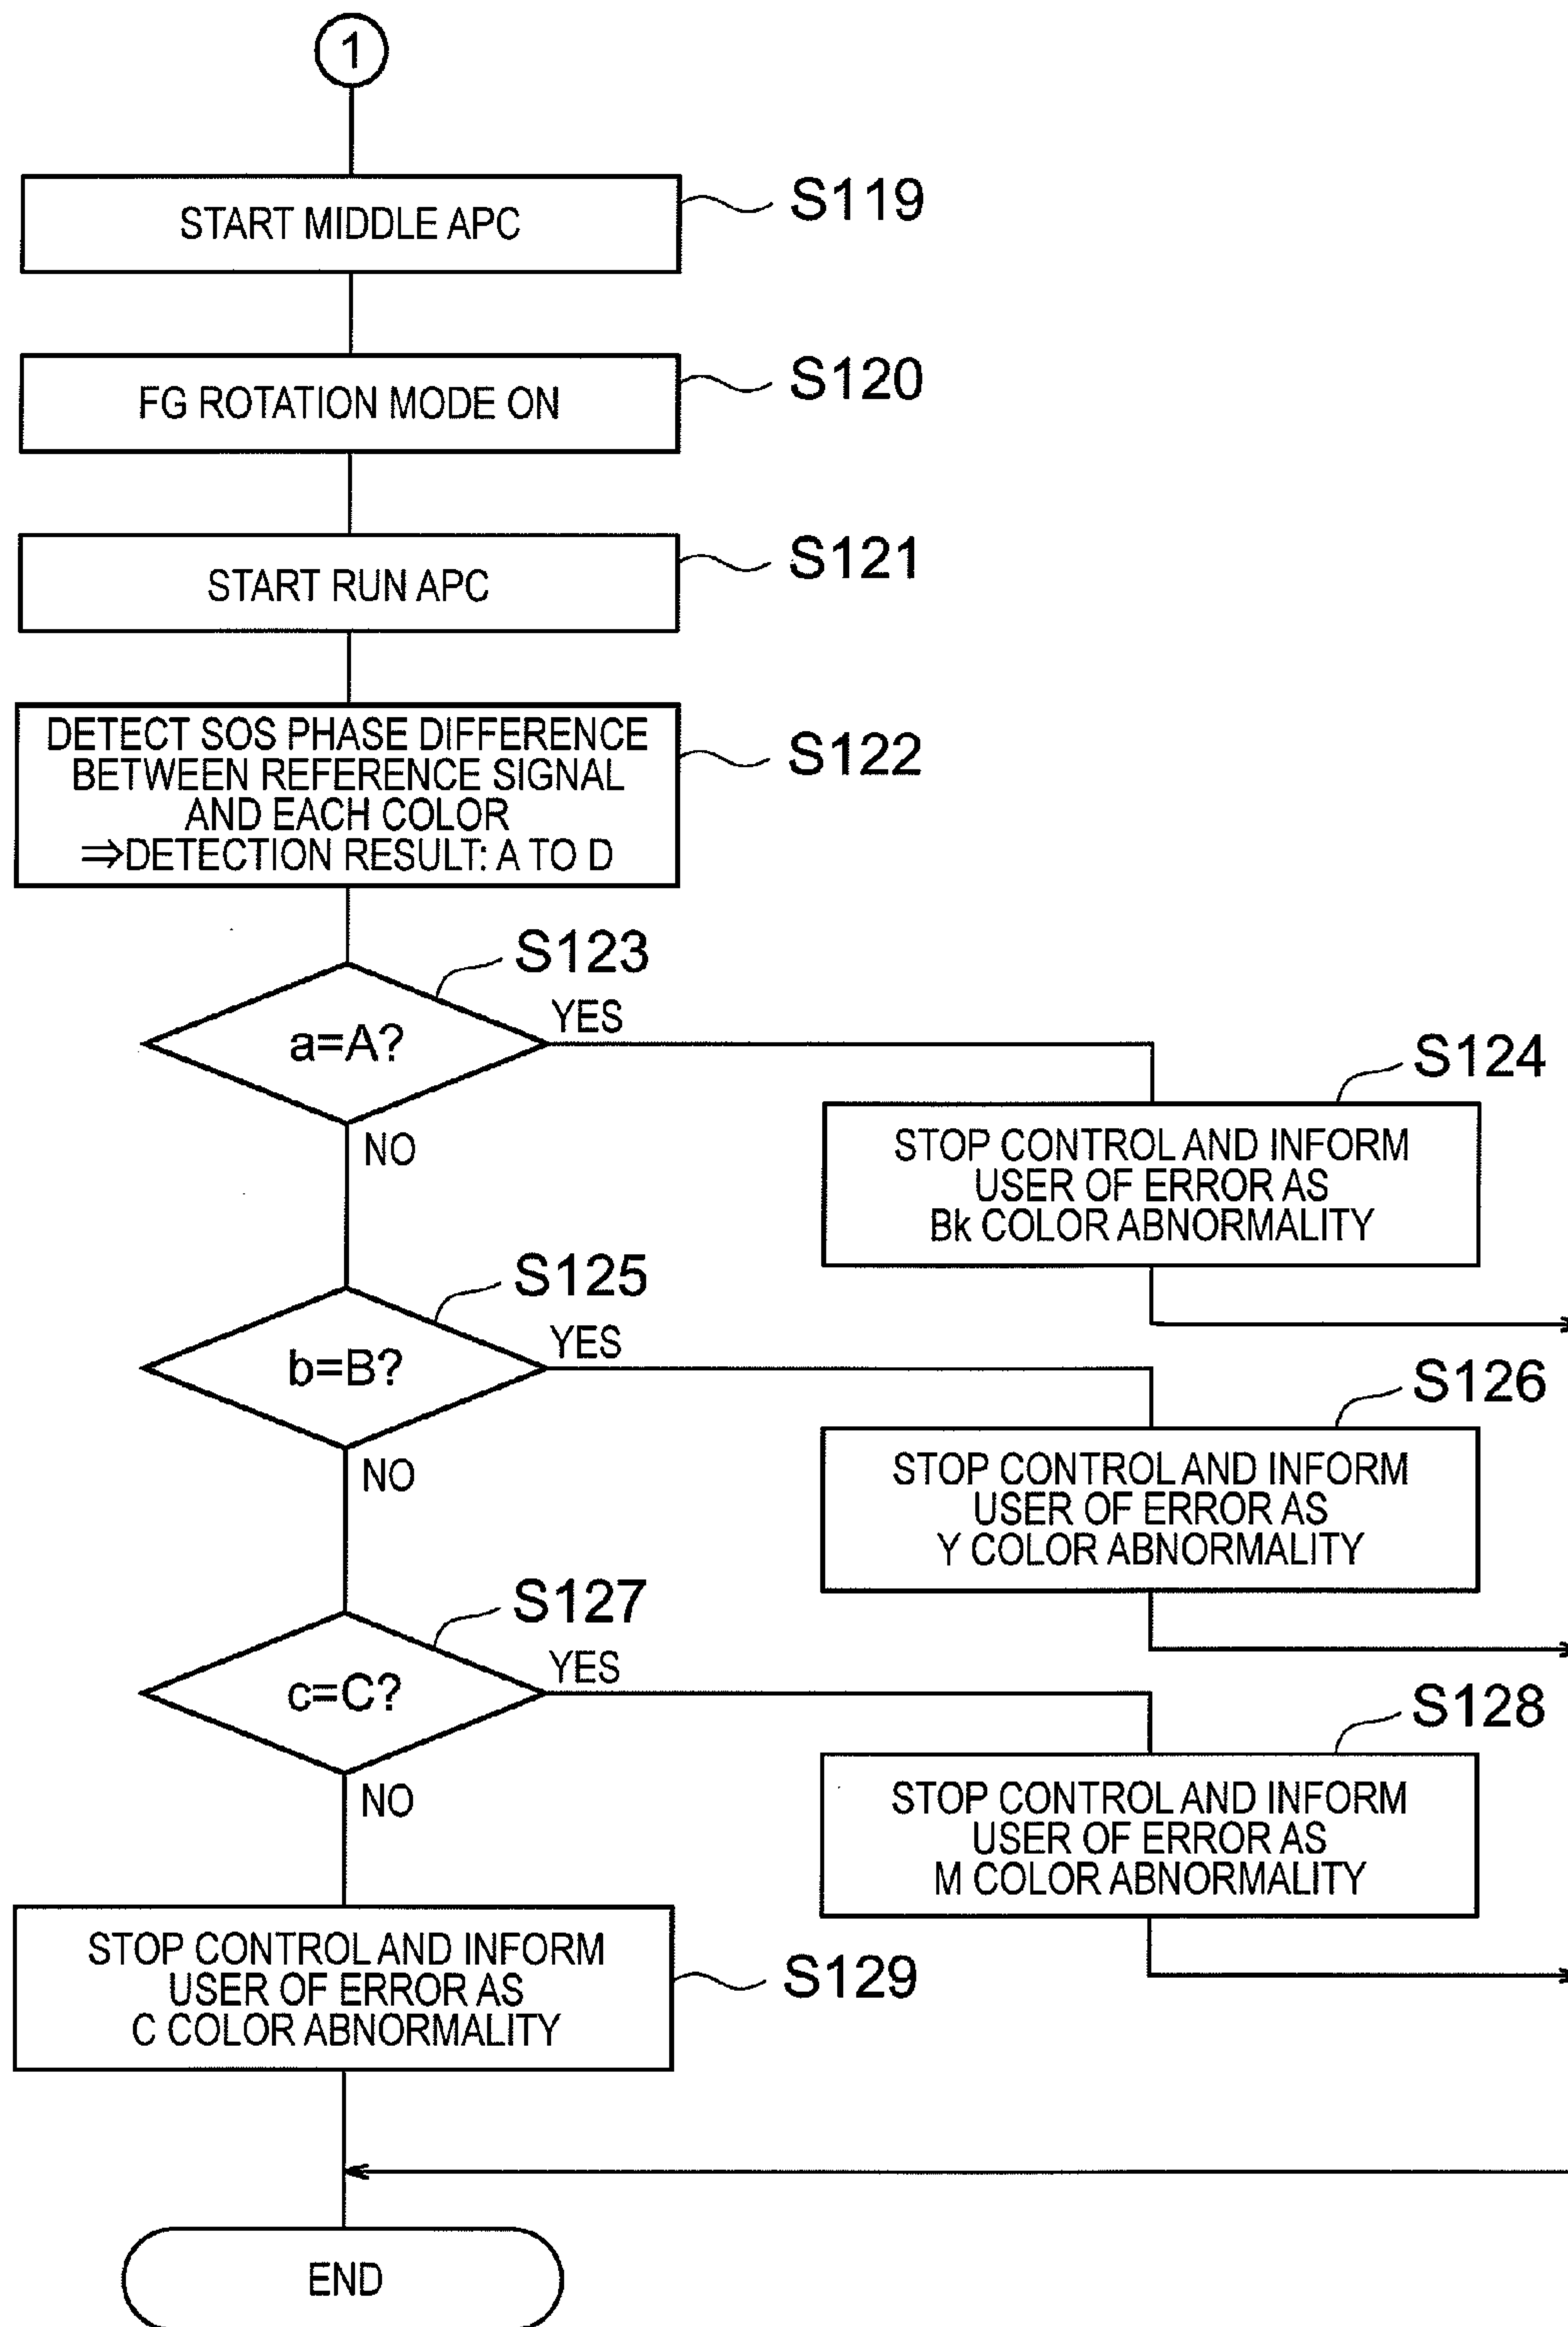 1
START MIDDLE APC
S119
FG ROTATION MODE ON
S120
START RUN APC
S121
DETECT SOS PHASE DIFFERENCE
BETWEEN REFERENCE SIGNAL
AND EACH COLOR
⇒DETECTION RESULT: A TO D
S122
S123
a=A?
YES
NO
S124
STOP CONTROL AND INFORM
USER OF ERROR AS
Bk COLOR ABNORMALITY
S125
b=B?
YES
NO
S126
STOP CONTROL AND INFORM
USER OF ERROR AS
Y COLOR ABNORMALITY
S127
c=C?
YES
NO
S128
STOP CONTROL AND INFORM
USER OF ERROR AS
M COLOR ABNORMALITY
STOP CONTROL AND INFORM
USER OF ERROR AS
C COLOR ABNORMALITY
S129
END